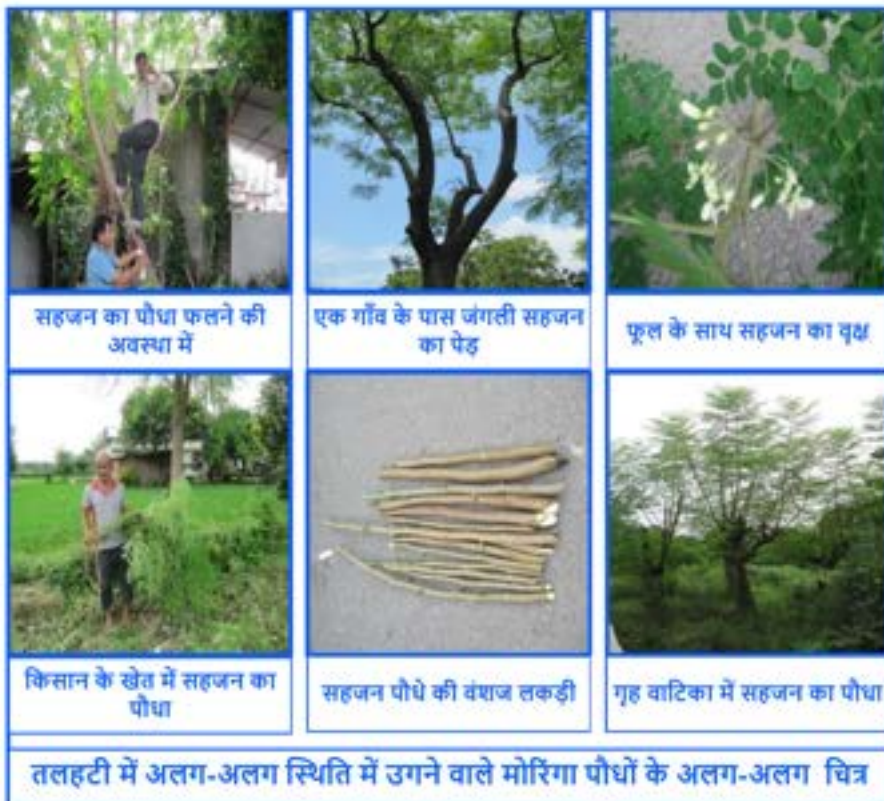 सहजन का पौधा फलने की
अवस्था में
एक गाँव के पास जंगली सहजन
का पेड़
फूल के साथ सहजन का वृक्ष
किसान के खेत में सहजन का
पौधा
सहजन पौधे की वंशज लकड़ी
गृह वाटिका में सहजन का पौधा
तलहटी में अलग-अलग स्थिति में उगने वाले मोरिंगा पौधों के अलग-अलग चित्र